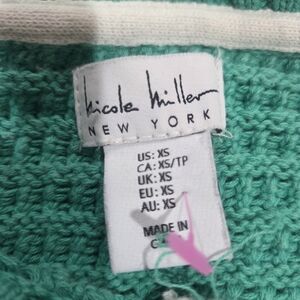 Nicole Miller
NEW YORK
US: XS
CA: XS/TP
UK: XS
EU: XS
AU: XS
MADE IN